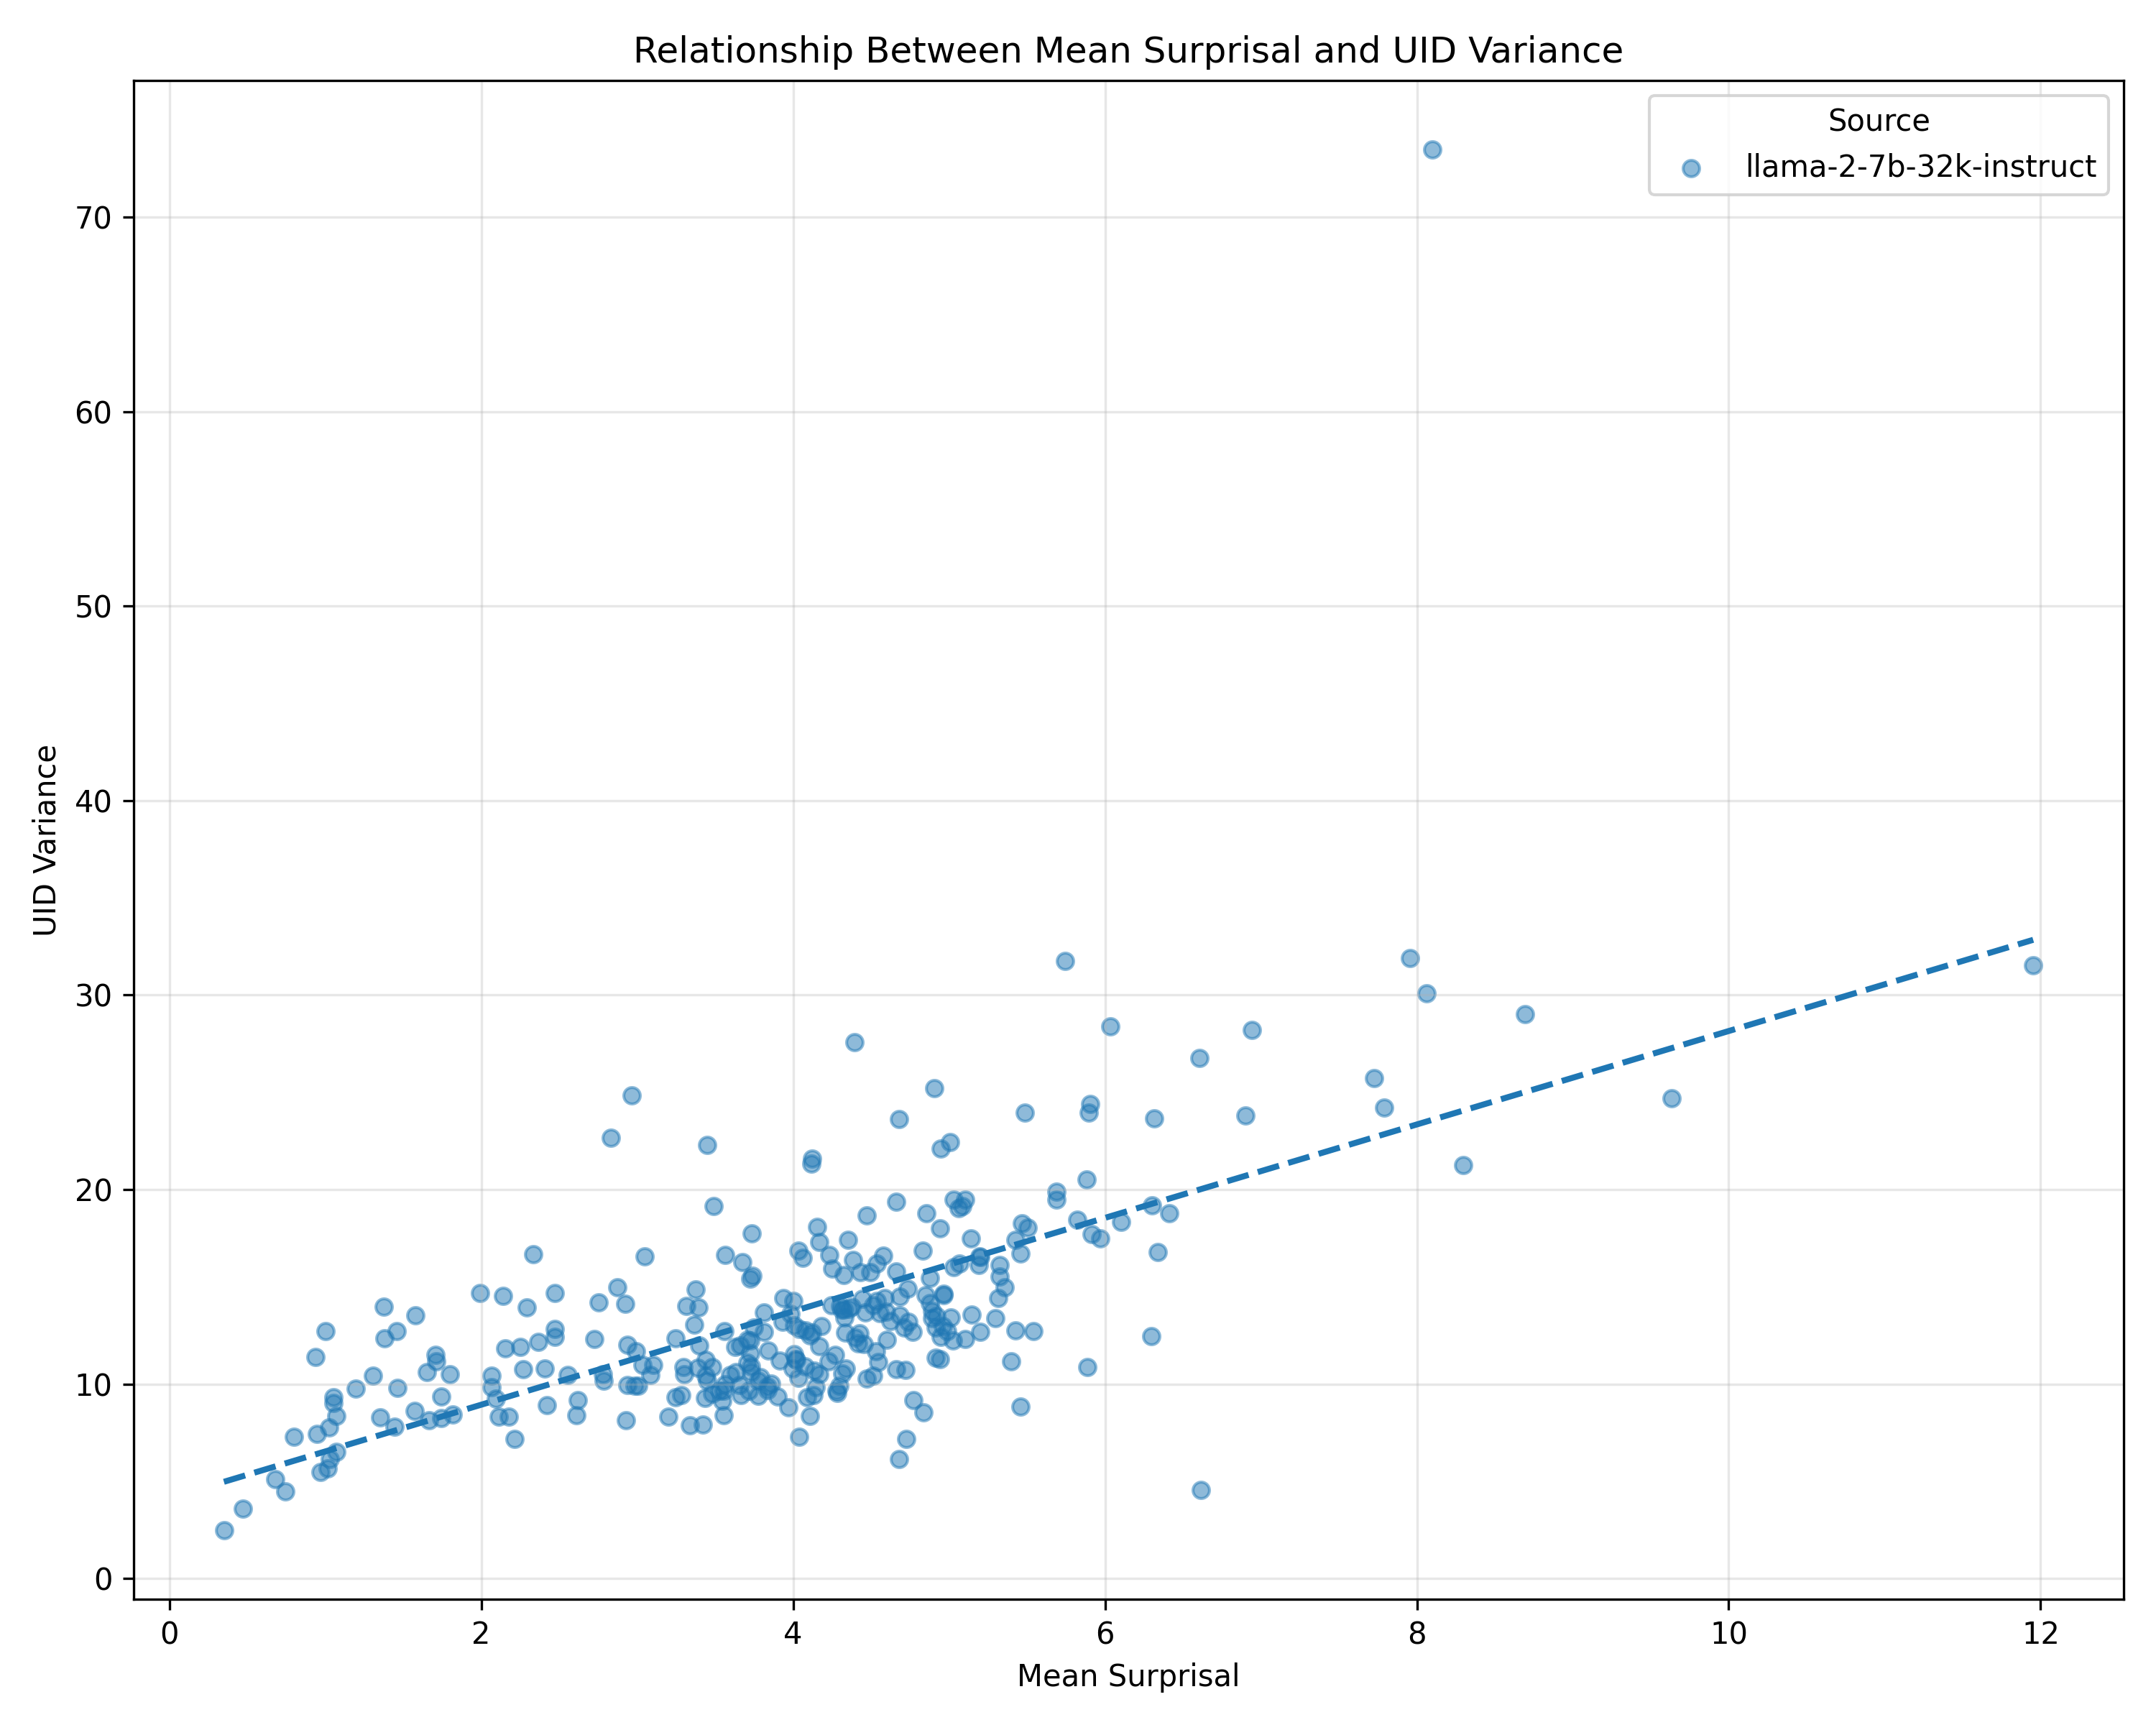 Relationship Between Mean Surprisal and UID Variance
Source
llama-2-7b-32k-instruct
UID Variance
70
60
50
40
30
20
10
0
0 2 4 6 8 10 12
Mean Surprisal